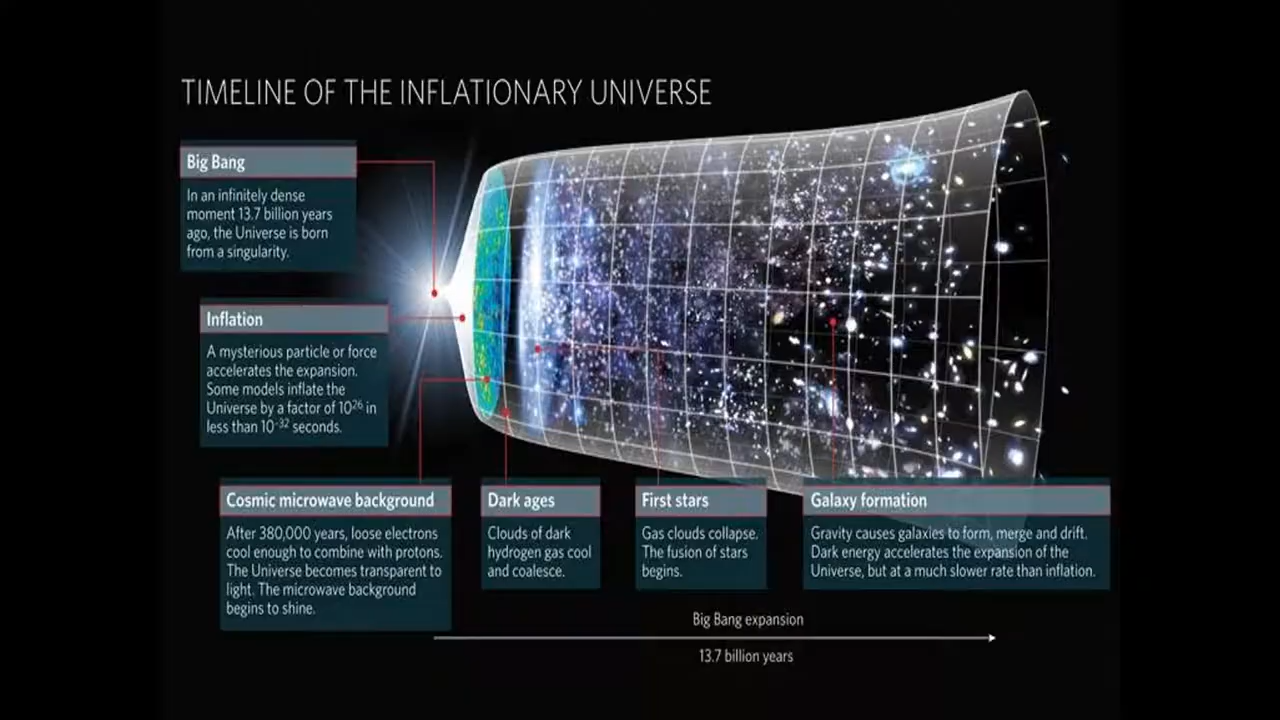 TIMELINE OF THE INFLATIONARY UNIVERSE
Big Bang
In an infinitely dense
moment 13.7 billion years
ago, the Universe is born
from a singularity.
Inflation
A mysterious particle or force
accelerates the expansion.
Some models inflate the
Universe by a factor of 10²⁶ in
less than 10⁻³² seconds.
Cosmic microwave background
After 380,000 years, loose electrons
cool enough to combine with protons.
The Universe becomes transparent to
light. The microwave background
begins to shine.
Dark ages
Clouds of dark
hydrogen gas cool
and coalesce.
First stars
Gas clouds collapse.
The fusion of stars
begins.
Galaxy formation
Gravity causes galaxies to form, merge and drift.
Dark energy accelerates the expansion of the
Universe, but at a much slower rate than inflation.
Big Bang expansion
13.7 billion years